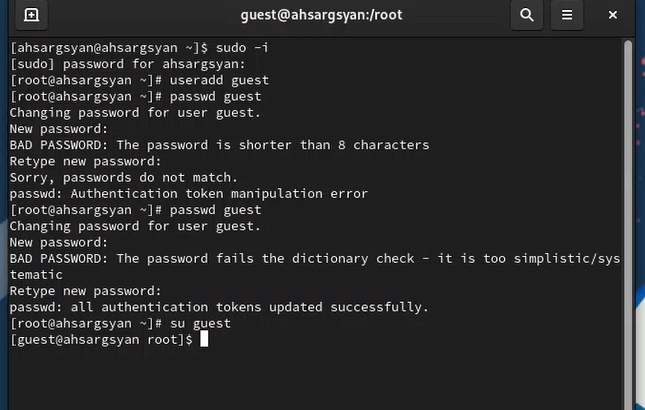 guest@ahsargsyan:/root
[ahsargsyan@ahsargsyan ~]$ sudo -i
[sudo] password for ahsargsyan:
[root@ahsargsyan ~]# useradd guest
[root@ahsargsyan ~]# passwd guest
Changing password for user guest.
New password:
BAD PASSWORD: The password is shorter than 8 characters
Retype new password:
Sorry, passwords do not match.
passwd: Authentication token manipulation error
[root@ahsargsyan ~]# passwd guest
Changing password for user guest.
New password:
BAD PASSWORD: The password fails the dictionary check - it is too simplistic/sys
tematic
Retype new password:
passwd: all authentication tokens updated successfully.
[root@ahsargsyan ~]# su guest
[guest@ahsargsyan root]$